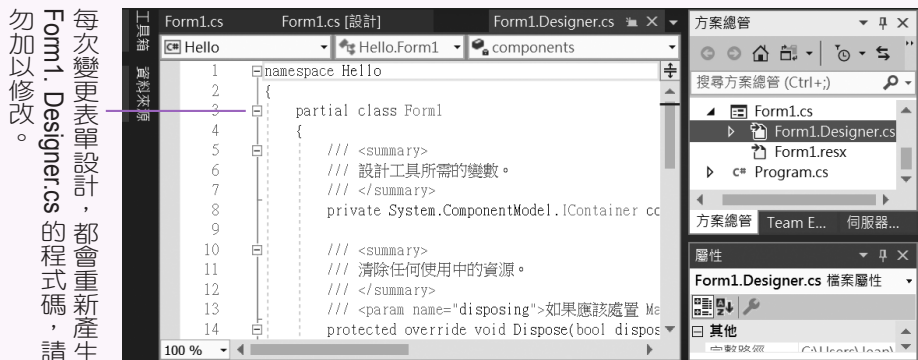 每次變更表單設計，都會重新產生
Form1. Designer.cs 的程式碼，請
勿加以修改。
工具箱 資料來源
Form1.cs Form1.cs [設計] Form1.Designer.cs
C# Hello Hello.Form1 components
1 namespace Hello
2 {
3 partial class Form1
4 {
5 /// <summary>
6 /// 設計工具所需的變數。
7 /// </summary>
8 private System.ComponentModel.IContainer co
9
10 /// <summary>
11 /// 清除任何使用中的資源。
12 /// </summary>
13 /// <param name="disposing">如果應該處置 Ma
14 protected override void Dispose(bool dispos
100 %
方案總管
搜尋方案總管 (Ctrl+;)
Form1.cs
Form1.Designer.cs
Form1.resx
C# Program.cs
方案總管 Team E... 伺服器...
屬性
Form1.Designer.cs 檔案屬性
其他
完整路徑 C:\Users\Jean\